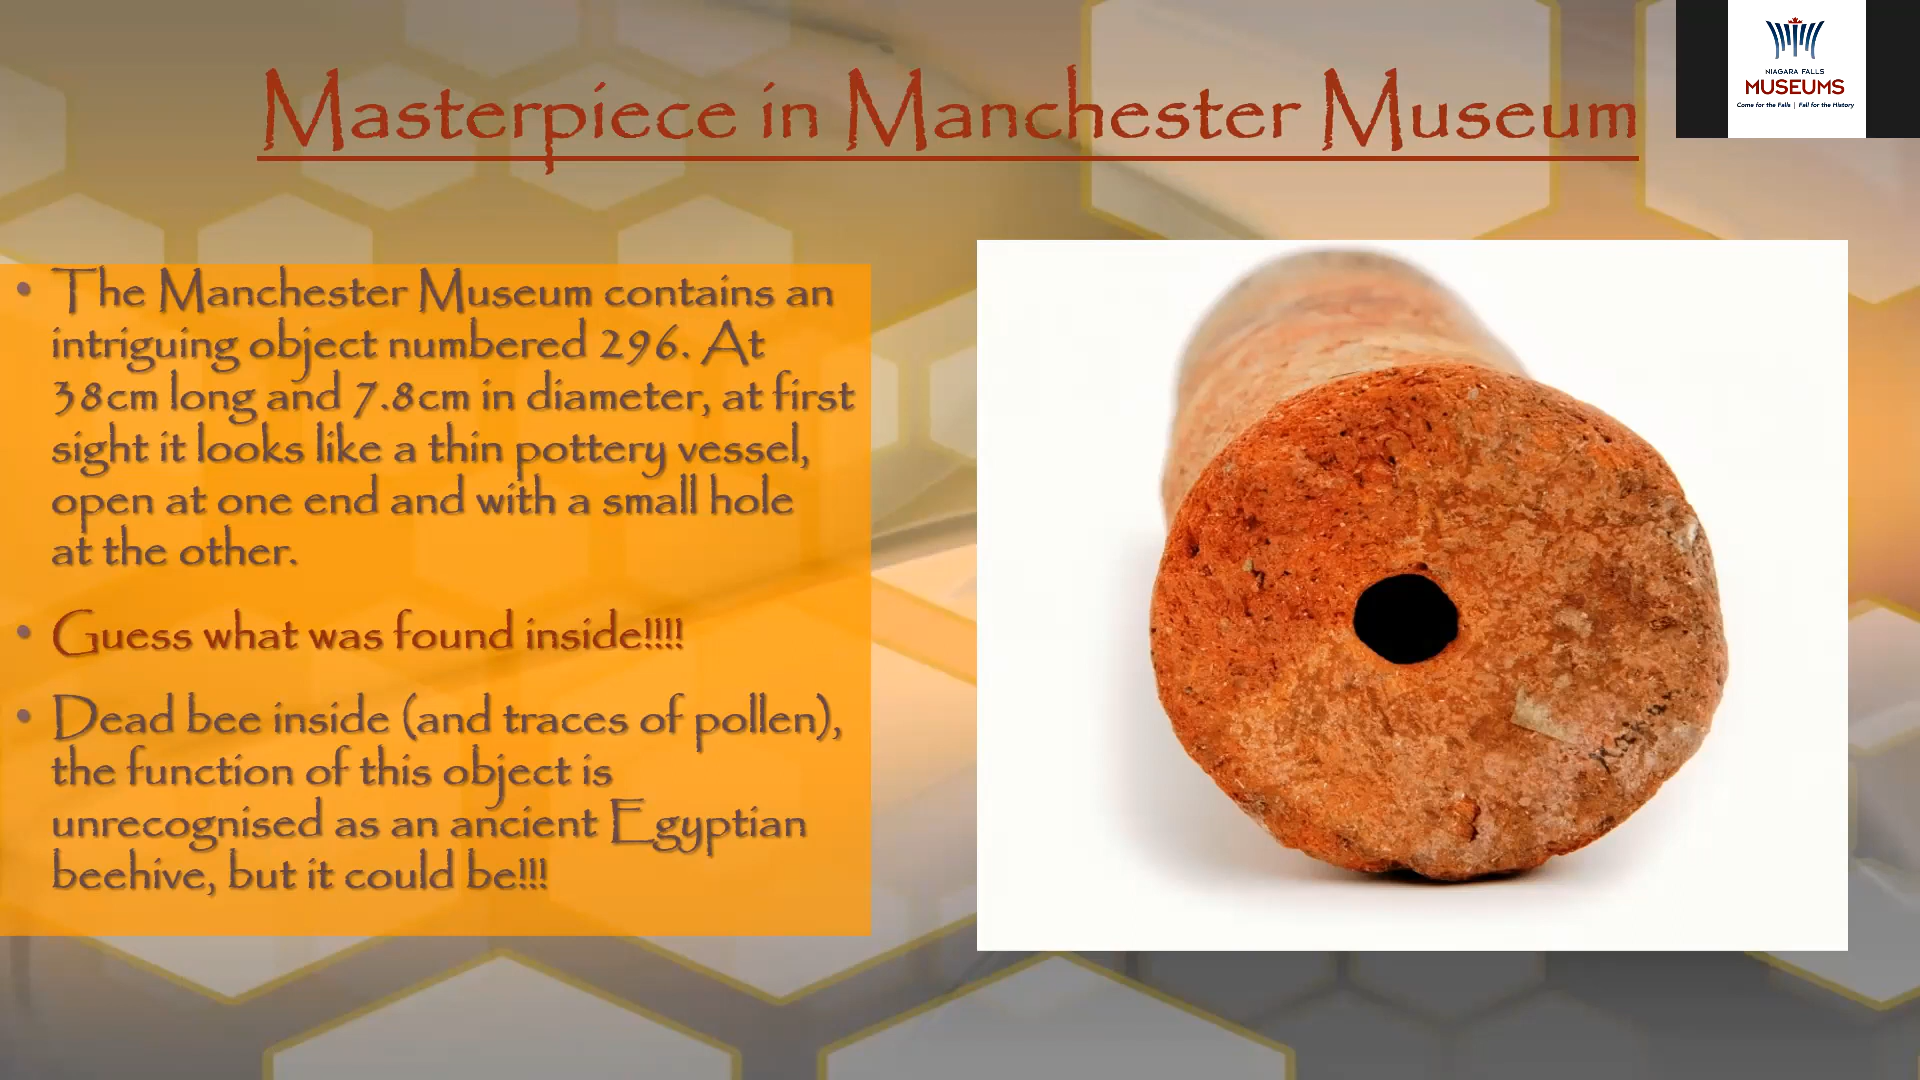 Masterpiece in Manchester Museum
NIAGARA FALLS
MUSEUMS
Come for the Falls | Fall for the History
• The Manchester Museum contains an
intriguing object numbered 296. At
38cm long and 7.8cm in diameter, at first
sight it looks like a thin pottery vessel,
open at one end and with a small hole
at the other.
• Guess what was found inside!!!!
• Dead bee inside (and traces of pollen),
the function of this object is
unrecognised as an ancient Egyptian
beehive, but it could be!!!